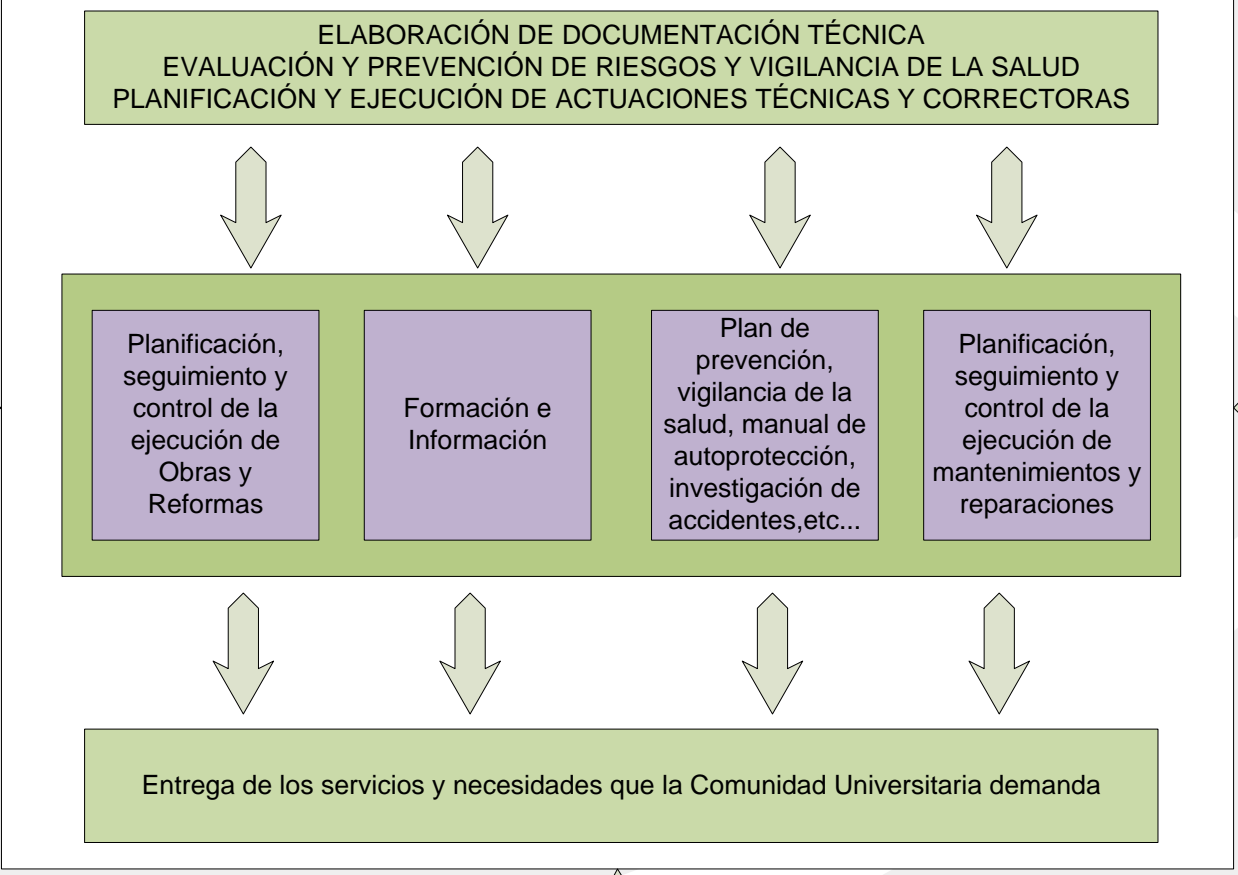 ELABORACIÓN DE DOCUMENTACIÓN TÉCNICA
EVALUACIÓN Y PREVENCIÓN DE RIESGOS Y VIGILANCIA DE LA SALUD
PLANIFICACIÓN Y EJECUCIÓN DE ACTUACIONES TÉCNICAS Y CORRECTORAS
Planificación,
seguimiento y
control de la
ejecución de
Obras y
Reformas
Formación e
Información
Plan de
prevención,
vigilancia de la
salud, manual de
autoprotección,
investigación de
accidentes,etc...
Planificación,
seguimiento y
control de la
ejecución de
mantenimientos y
reparaciones
Entrega de los servicios y necesidades que la Comunidad Universitaria demanda